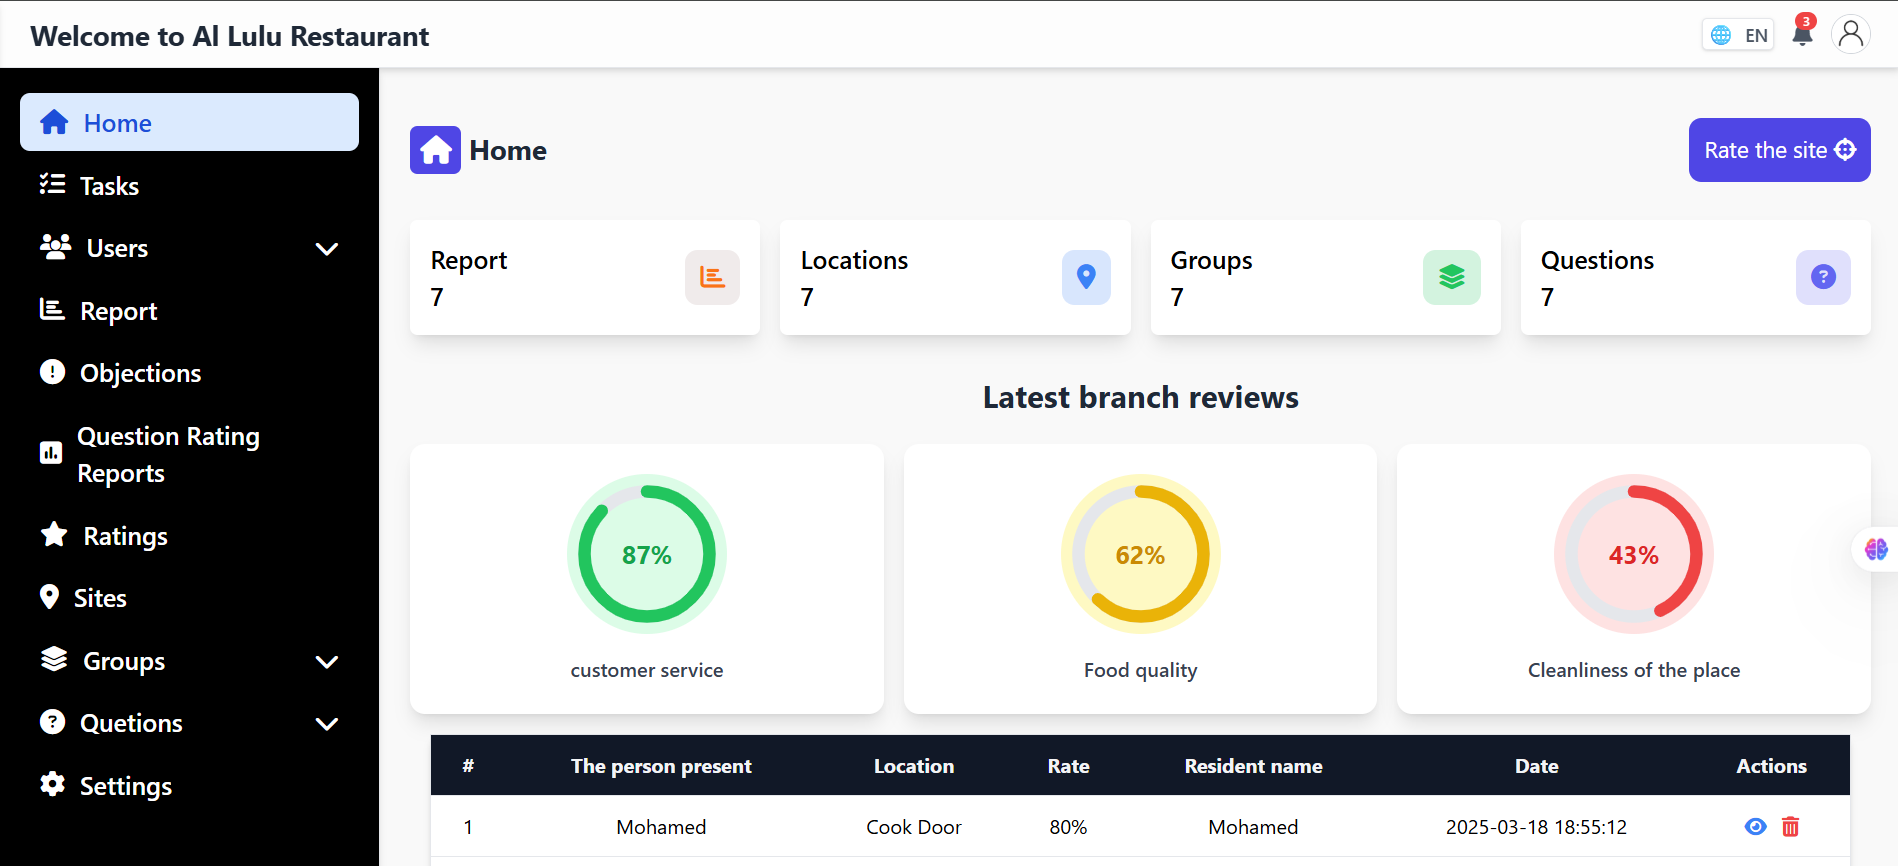 Welcome to Al Lulu Restaurant
EN
3
Home
Tasks
Users
Report
Objections
Question Rating
Reports
Ratings
Sites
Groups
Quetions
Settings
Home
Rate the site
Report
7
Locations
7
Groups
7
Questions
7
Latest branch reviews
87%
customer service
62%
Food quality
43%
Cleanliness of the place
# The person present Location Rate Resident name Date Actions
1 Mohamed Cook Door 80% Mohamed 2025-03-18 18:55:12